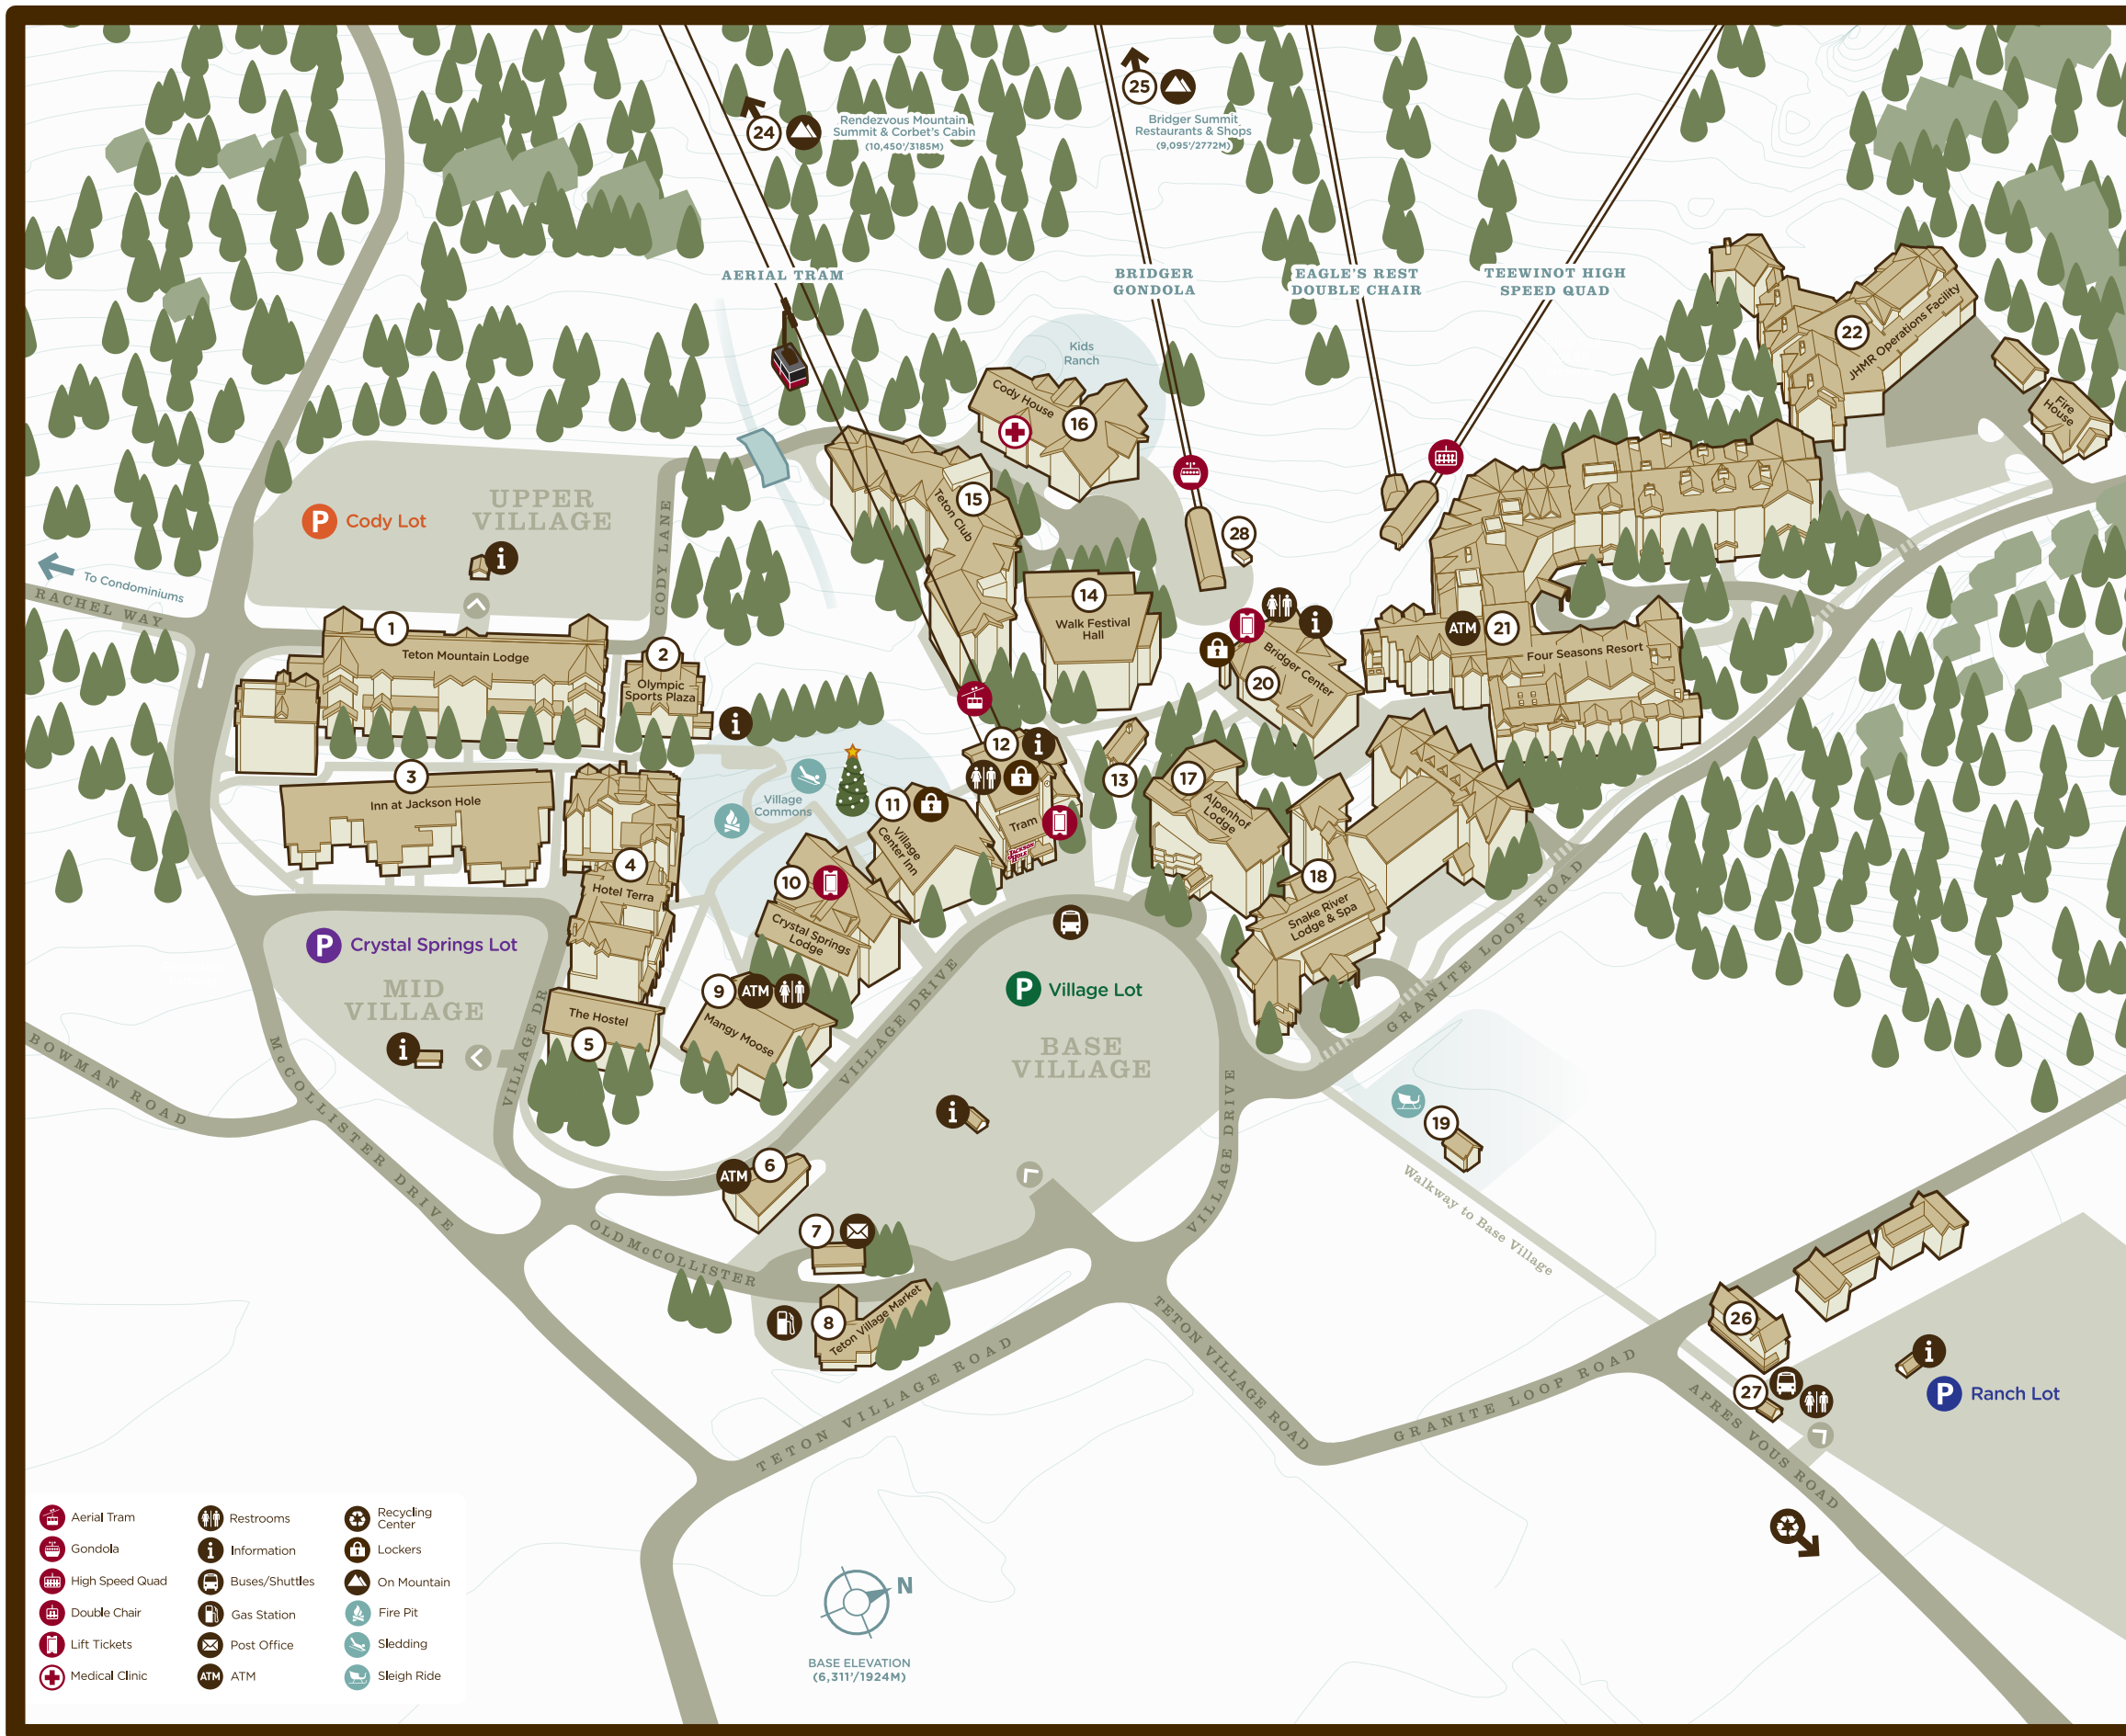 24
Rendezvous Mountain
Summit & Corbet's Cabin
(10,450'/3185M)
25
Bridger Summit
Restaurants & Shops
(9,095'/2772M)
AERIAL TRAM
BRIDGER
GONDOLA
EAGLE'S REST
DOUBLE CHAIR
TEEWINOT HIGH
SPEED QUAD
22
JHMR Operations Facility
Fire
House
Kids
Ranch
Cody House
16
15
Teton Club
UPPER
VILLAGE
P Cody Lot
i
To Condominiums
RACHEL WAY
CODY LANE
28
14
Walk Festival
Hall
1
Teton Mountain Lodge
2
Olympic
Sports Plaza
i
i
Bridger Center
20
ATM
21
Four Seasons Resort
3
Inn at Jackson Hole
4
Hotel Terra
Village
Commons
11
Village
Center Inn
12
i
Tram
JACKSON
HOLE
13
17
Alpenhof
Lodge
18
Snake River
Lodge & Spa
10
Crystal Springs
Lodge
P Crystal Springs Lot
MID
VILLAGE
i
The Hostel
5
9
ATM
Mangy Moose
VILLAGE DRIVE
P Village Lot
BASE
VILLAGE
i
GRANITE LOOP ROAD
VILLAGE DR
BOWMAN ROAD
McCOLLISTER DRIVE
VILLAGE DRIVE
19
Walkway to Base Village
ATM
6
7
OLD McCOLLISTER
8
Teton Village Market
TETON VILLAGE ROAD
TETON VILLAGE ROAD
GRANITE LOOP ROAD
26
27
i
P Ranch Lot
APRES VOUS ROAD
Aerial Tram
Gondola
High Speed Quad
Double Chair
Lift Tickets
Medical Clinic
Restrooms
i Information
Buses/Shuttles
Gas Station
Post Office
ATM ATM
Recycling
Center
Lockers
On Mountain
Fire Pit
Sledding
Sleigh Ride
N
BASE ELEVATION
(6,311'/1924M)